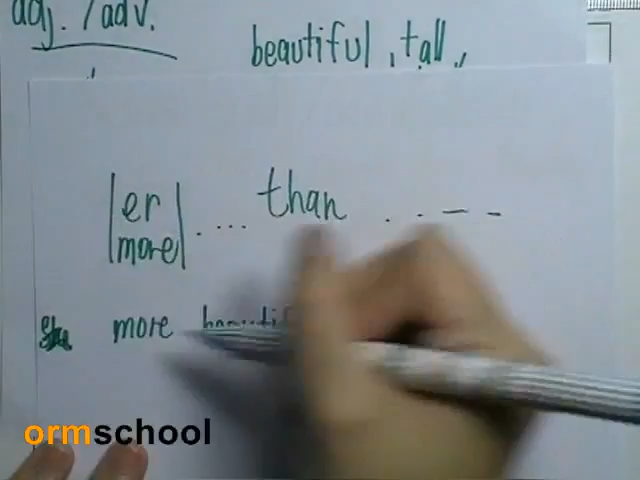 adj. / adv.
beautiful , tall ,
er
more .... than . . _ -
more
ormschool